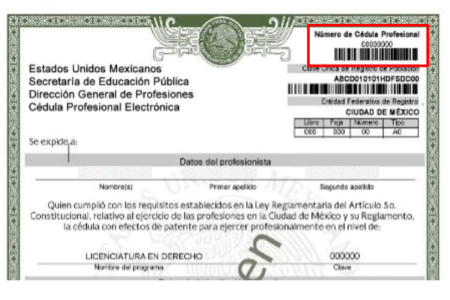 Número de Cédula Profesional
00000000
Estados Unidos Mexicanos
Secretaría de Educación Pública
Dirección General de Profesiones
Cédula Profesional Electrónica
Clave Única de Registro de Población
ABCD010101HDFSDC00
Entidad Federativa de Registro
CIUDAD DE MÉXICO
Libro Foja Número Tipo
000 000 00 A0
Se expide a:
Datos del profesionista
Nombre(s) Primer apellido Segundo apellido
Quien cumplió con los requisitos establecidos en la Ley Reglamentaria del Artículo 5o.
Constitucional, relativo al ejercicio de las profesiones en la Ciudad de México y su Reglamento,
la cédula con efectos de patente para ejercer profesionalmente en el nivel de:
LICENCIATURA EN DERECHO 000000
Nombre del programa Clave